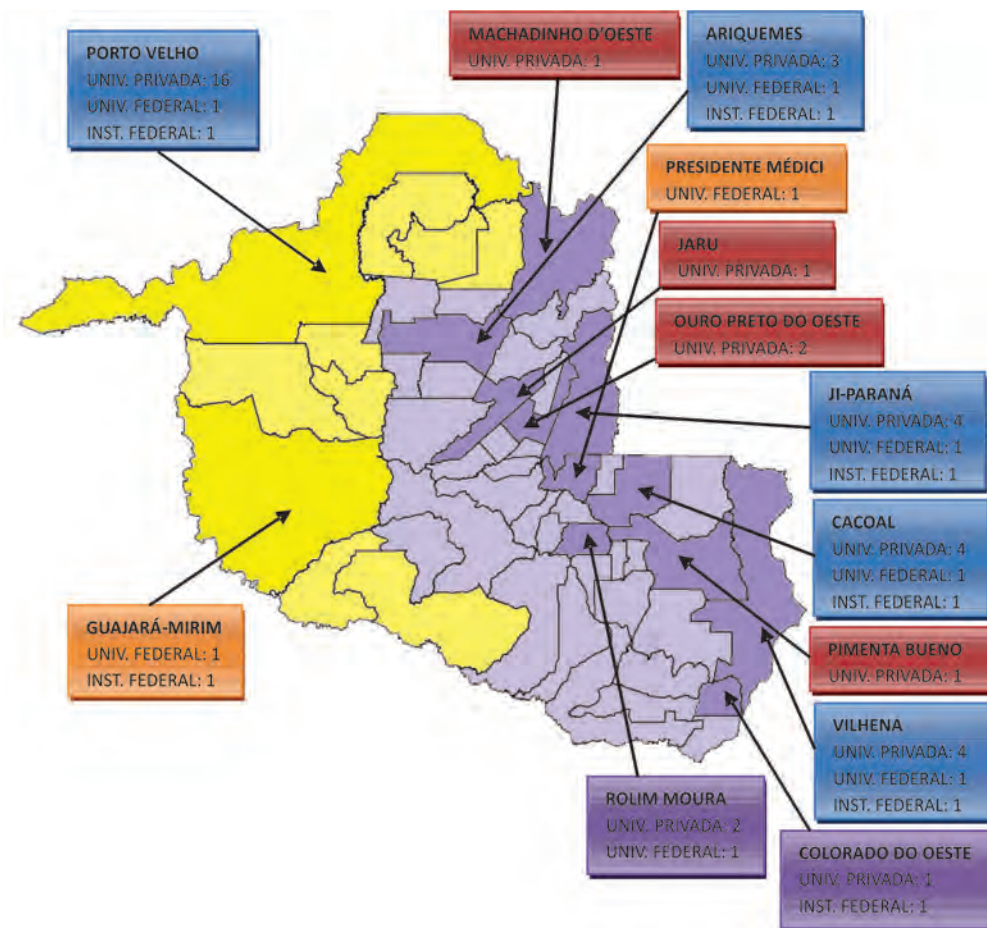 PORTO VELHO
UNIV. PRIVADA: 16
UNIV. FEDERAL: 1
INST. FEDERAL: 1
MACHADINHO D'OESTE
UNIV. PRIVADA: 1
ARIQUEMES
UNIV. PRIVADA: 3
UNIV. FEDERAL: 1
INST. FEDERAL: 1
PRESIDENTE MÉDICI
UNIV. FEDERAL: 1
JARU
UNIV. PRIVADA: 1
OURO PRETO DO OESTE
UNIV. PRIVADA: 2
JI-PARANÁ
UNIV. PRIVADA: 4
UNIV. FEDERAL: 1
INST. FEDERAL: 1
CACOAL
UNIV. PRIVADA: 4
UNIV. FEDERAL: 1
INST. FEDERAL: 1
GUAJARÁ-MIRIM
UNIV. FEDERAL: 1
INST. FEDERAL: 1
PIMENTA BUENO
UNIV. PRIVADA: 1
VILHENA
UNIV. PRIVADA: 4
UNIV. FEDERAL: 1
INST. FEDERAL: 1
ROLIM MOURA
UNIV. PRIVADA: 2
UNIV. FEDERAL: 1
COLORADO DO OESTE
UNIV. PRIVADA: 1
INST. FEDERAL: 1